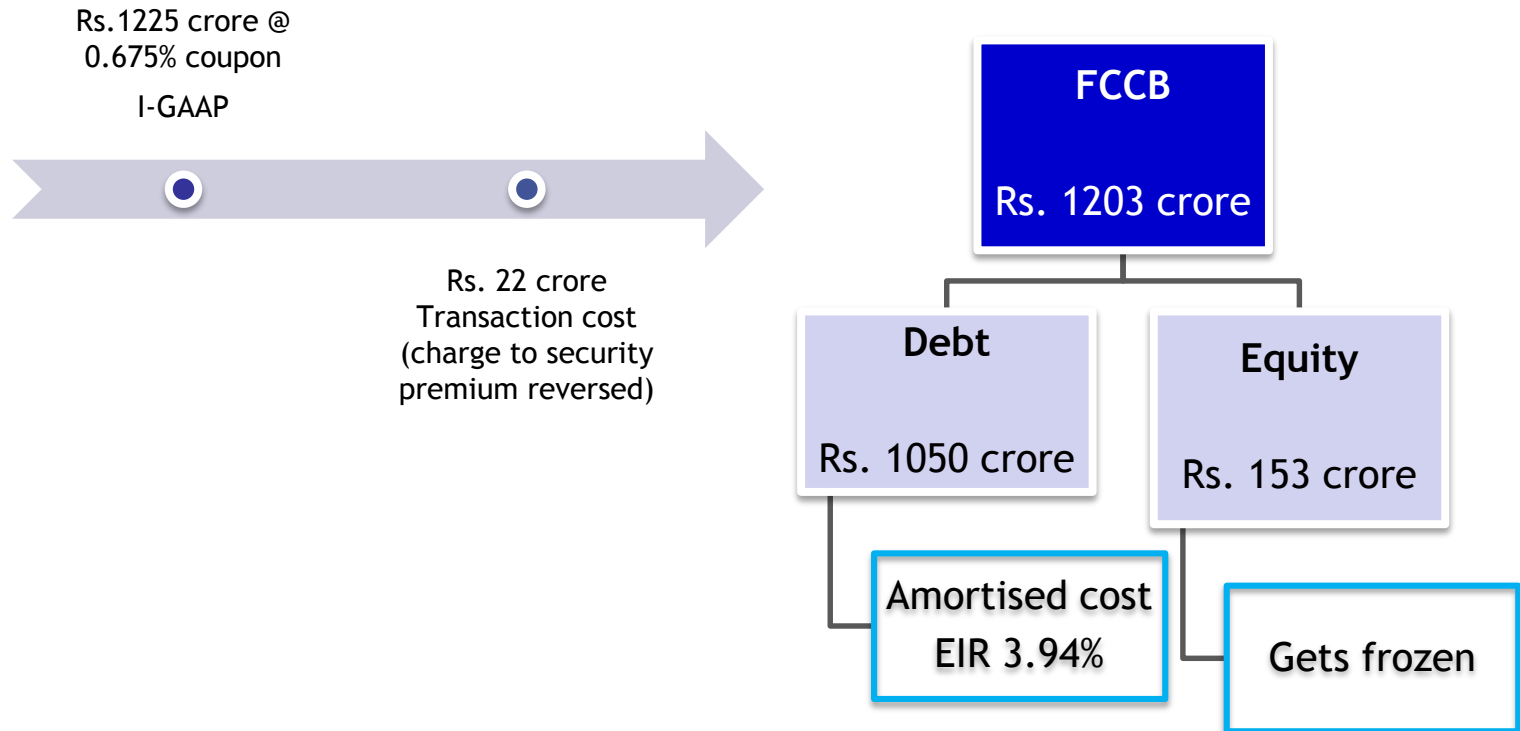 Rs.1225 crore @
0.675% coupon
I-GAAP
Rs. 22 crore
Transaction cost
(charge to security
premium reversed)
FCCB
Rs. 1203 crore
Debt
Rs. 1050 crore
Equity
Rs. 153 crore
Amortised cost
EIR 3.94%
Gets frozen